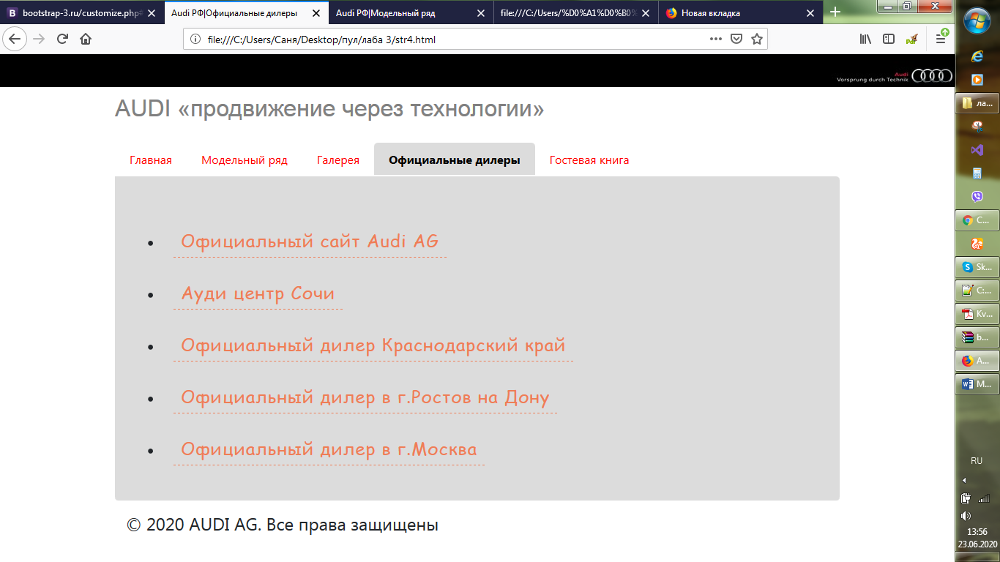 bootstrap-3.ru/customize.php#
Audi РФ|Официальные дилеры
Audi РФ|Модельный ряд
file:///C:/Users/%D0%A1%D0%B0%
Новая вкладка
file:///C:/Users/Саня/Desktop/пул/лаба 3/str4.html
Audi
Vorsprung durch Technik
AUDI «продвижение через технологии»
Главная
Модельный ряд
Галерея
Официальные дилеры
Гостевая книга
Официальный сайт Audi AG
Ауди центр Сочи
Официальный дилер Краснодарский край
Официальный дилер в г.Ростов на Дону
Официальный дилер в г.Москва
© 2020 AUDI AG. Все права защищены
ла...
C...
Sk...
C:...
Kv...
b...
A...
M...
RU
13:56
23.06.2020